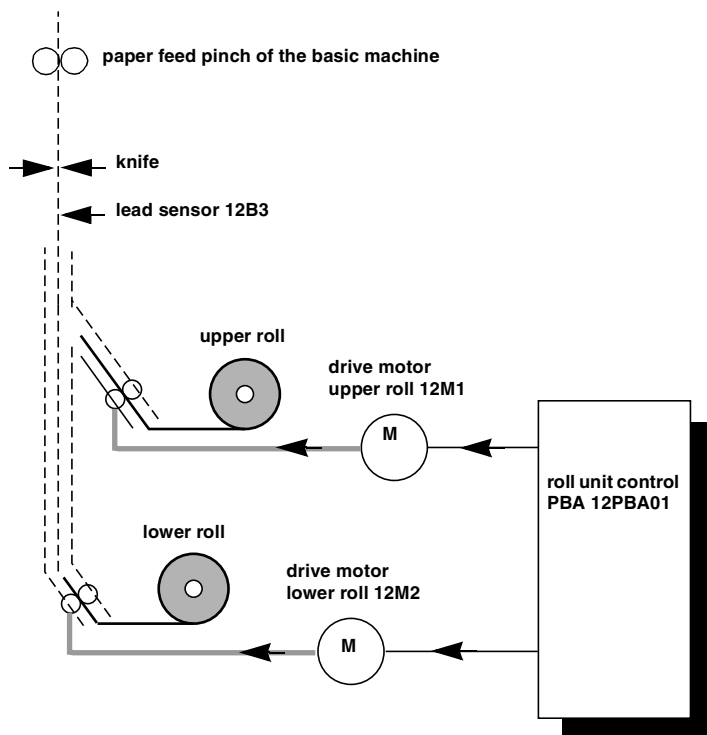 paper feed pinch of the basic machine
knife
lead sensor 12B3
upper roll
drive motor
upper roll 12M1
M
roll unit control
PBA 12PBA01
lower roll
drive motor
lower roll 12M2
M